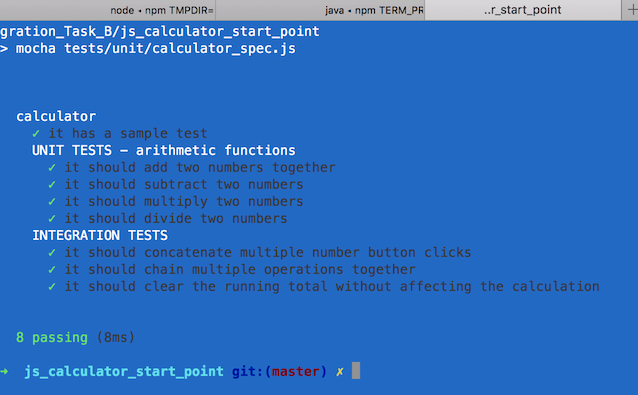 node • npm TMPDIR=
java • npm TERM_PR
..r_start_point
+
gration_Task_B/js_calculator_start_point
> mocha tests/unit/calculator_spec.js
calculator
✓ it has a sample test
UNIT TESTS - arithmetic functions
✓ it should add two numbers together
✓ it should subtract two numbers
✓ it should multiply two numbers
✓ it should divide two numbers
INTEGRATION TESTS
✓ it should concatenate multiple number button clicks
✓ it should chain multiple operations together
✓ it should clear the running total without affecting the calculation
8 passing (8ms)
→ js_calculator_start_point git:(master) ✗